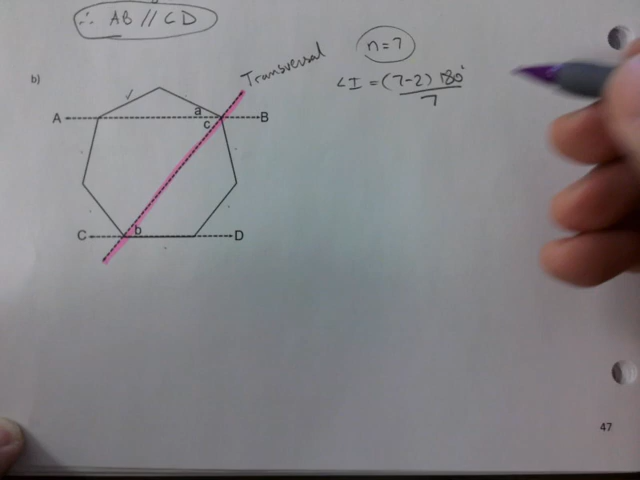 ∴ AB // CD
n=7
Transversal
∠I = (7-2) 180°
7
b)
A
a
c
B
C
b
D
47